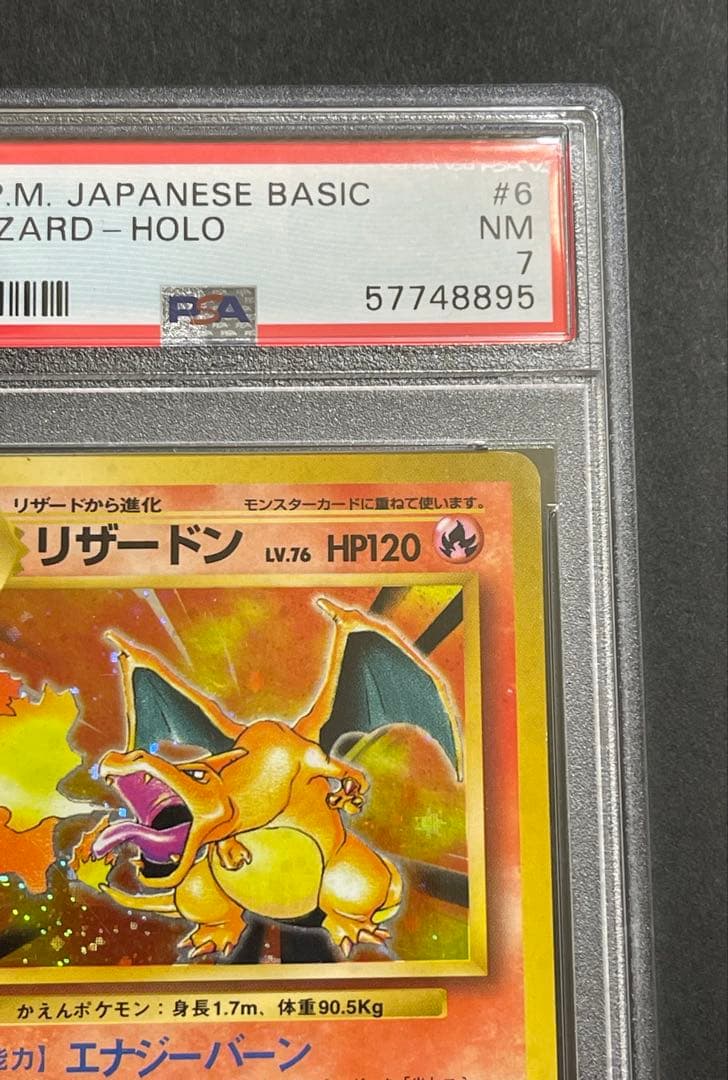 P.M. JAPANESE BASIC #6
ZARD-HOLO NM
7
PSA 57748895
リザードから進化 モンスターカードに重ねて使います。
リザードン LV.76 HP120
かえんポケモン：身長1.7m、体重90.5Kg
能力】エナジーバーン